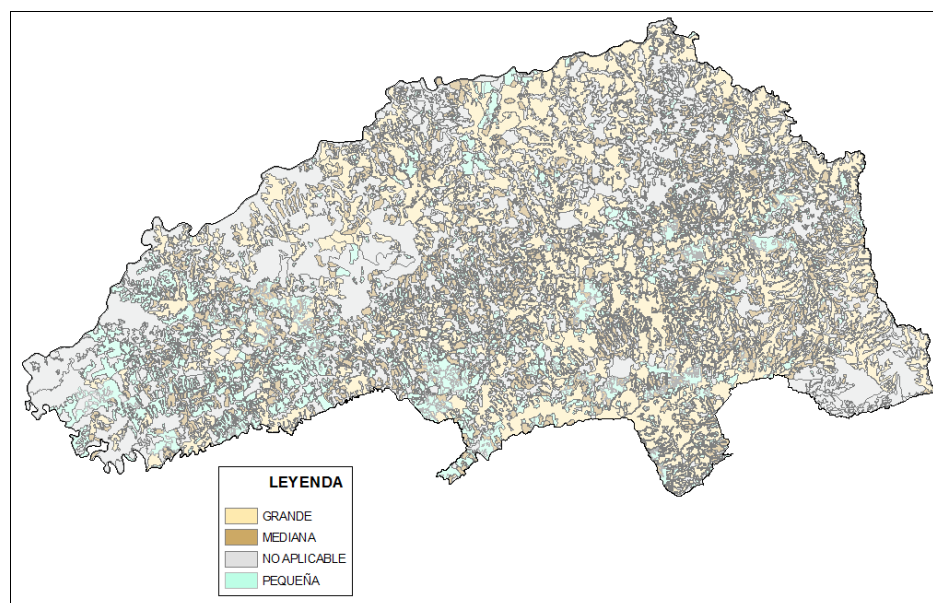 LEYENDA
GRANDE
MEDIANA
NO APLICABLE
PEQUEÑA